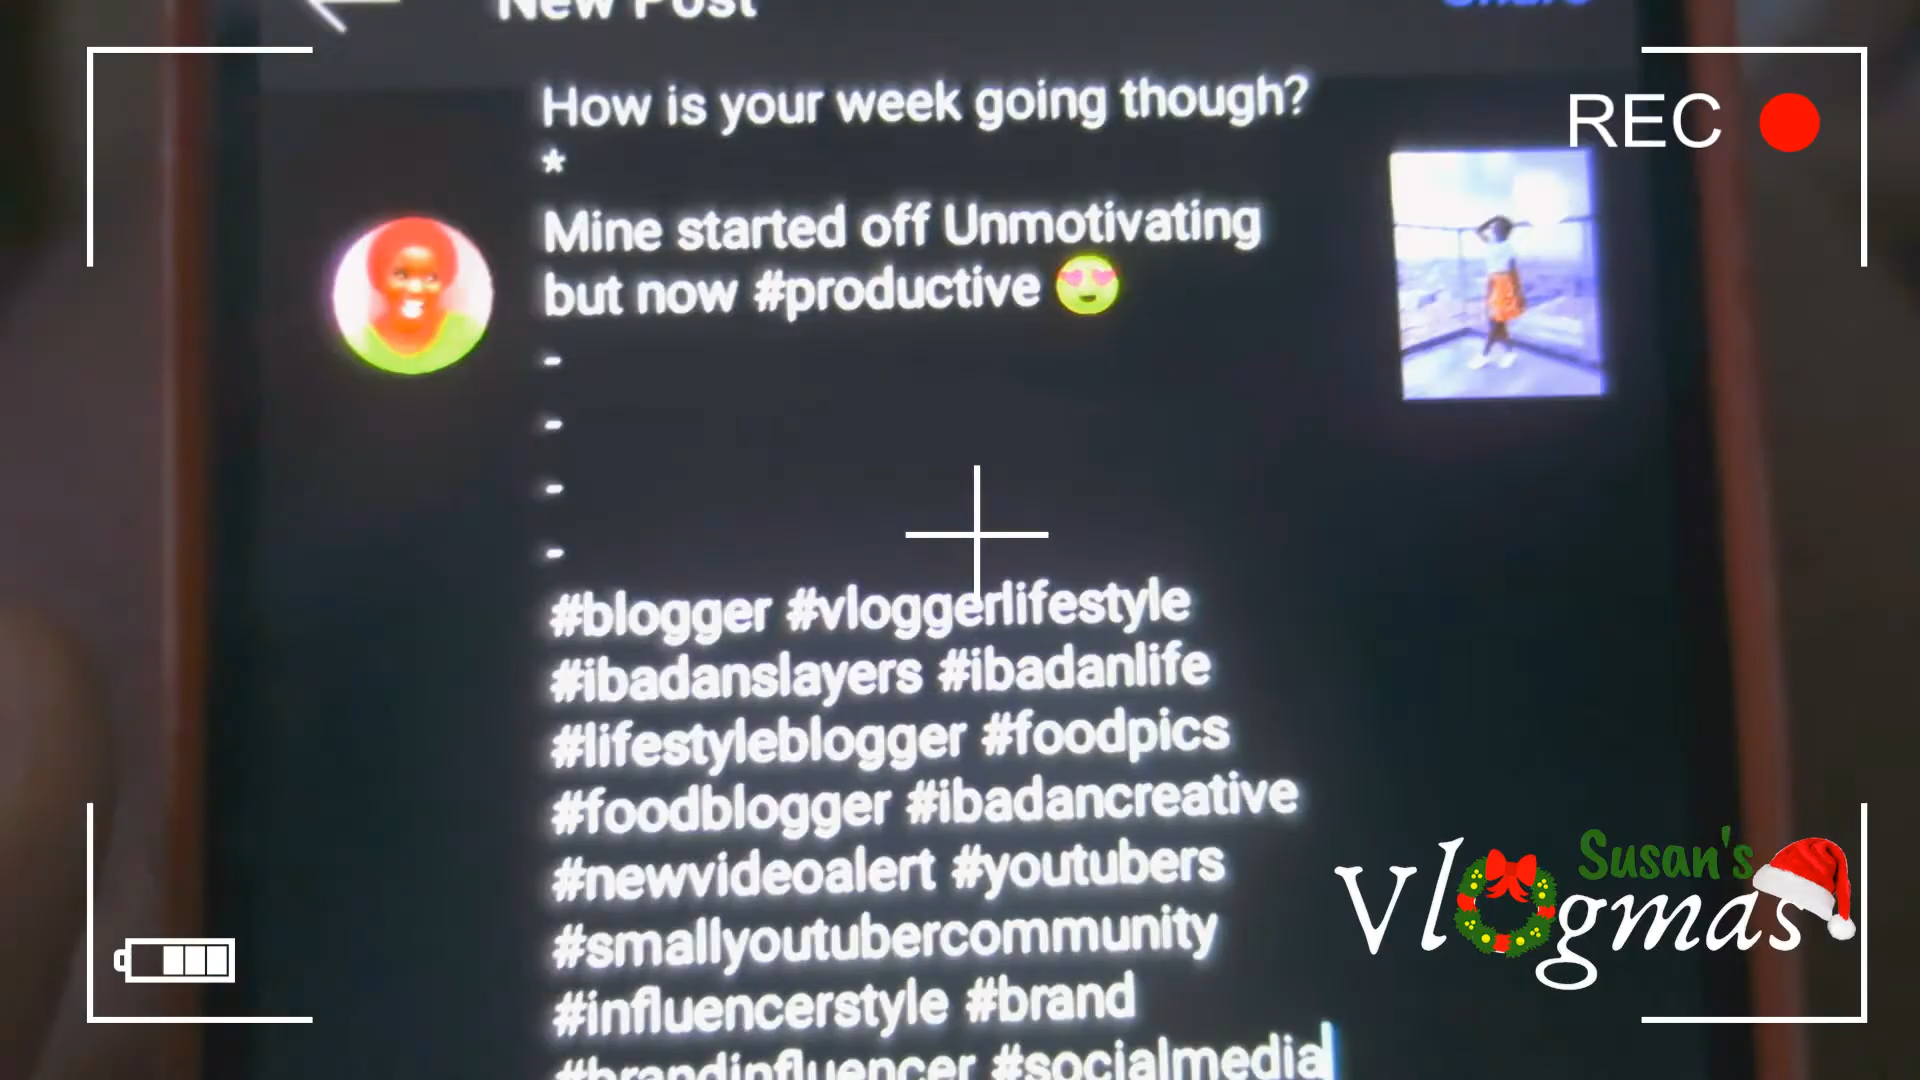 New Post
Share
How is your week going though?
*
Mine started off Unmotivating
but now #productive 😍
-
-
-
-
#blogger #vloggerlifestyle
#ibadanslayers #ibadanlife
#lifestyleblogger #foodpics
#foodblogger #ibadancreative
#newvideoalert #youtubers
#smallyoutubercommunity
#influencerstyle #brand
#brandinfluencer #socialmedia
REC
Susan's
Vlogmas